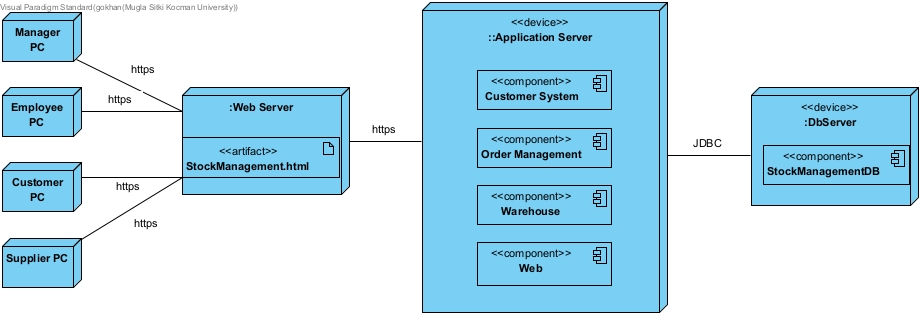 Visual Paradigm Standard(gokhan(Mugla Sitki Kocman University))
Manager
PC
https
Employee
PC
https
Customer
PC
https
Supplier PC
https
:Web Server
<<artifact>>
StockManagement.html
https
<<device>>
::Application Server
<<component>>
Customer System
<<component>>
Order Management
<<component>>
Warehouse
<<component>>
Web
JDBC
<<device>>
:DbServer
<<component>>
StockManagementDB